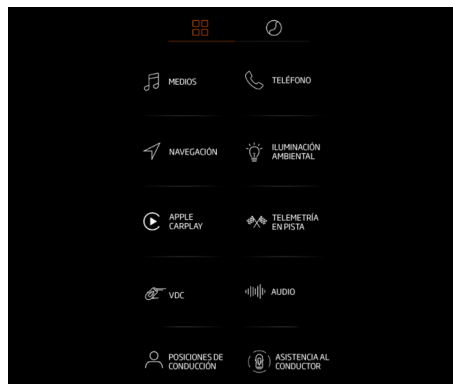 MEDIOS
TELÉFONO
NAVEGACIÓN
ILUMINACIÓN
AMBIENTAL
APPLE
CARPLAY
TELEMETRÍA
EN PISTA
VDC
AUDIO
POSICIONES DE
CONDUCCIÓN
ASISTENCIA AL
CONDUCTOR